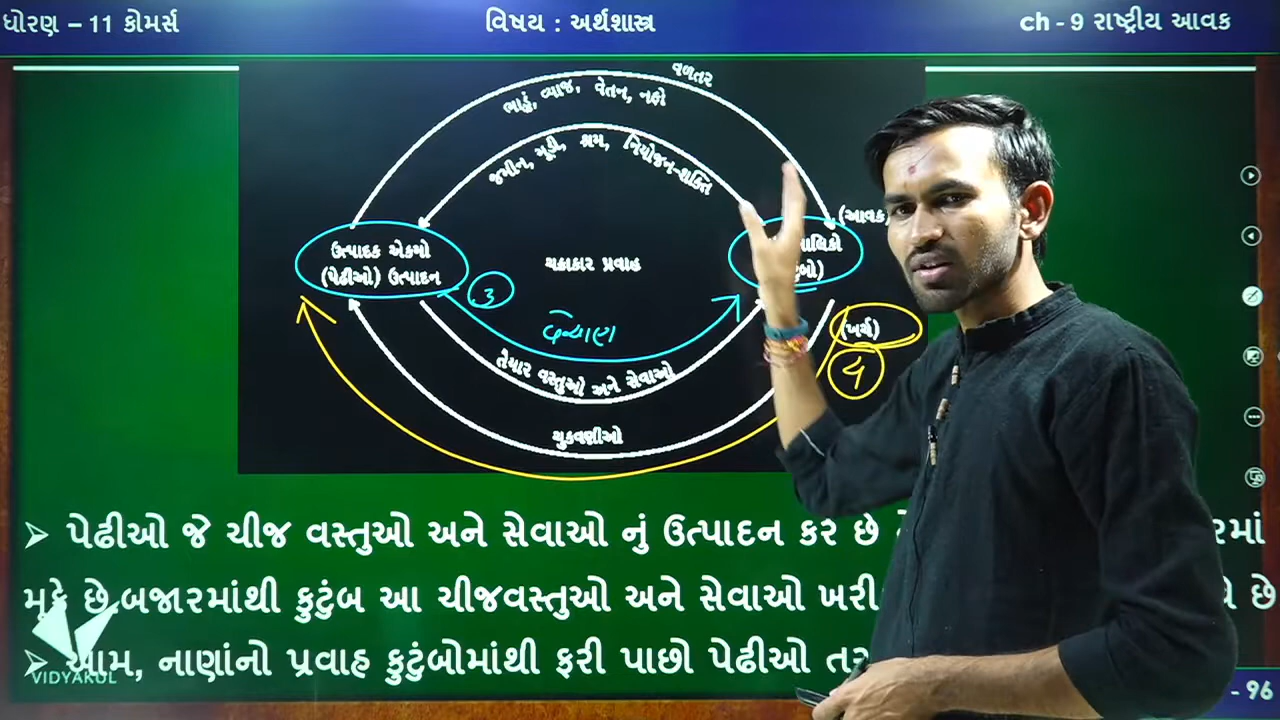 ધોરણ – 11 કોમર્સ
વિષય : અર્થશાસ્ત્ર
ch - 9 રાષ્ટ્રીય આવક
વળતર
ભાડું, વ્યાજ, વેતન, નફો
જમીન, મૂડી, શ્રમ, નિયોજન-શક્તિ
(આવક)
ઉત્પાદક એકમો
(પેઢીઓ) ઉત્પાદન
ચક્રાકાર પ્રવાહ
3
વેચાણ
(ખર્ચ)
4
તૈયાર વસ્તુઓ અને સેવાઓ
ચુકવણીઓ
➢ પેઢીઓ જે ચીજ વસ્તુઓ અને સેવાઓ નું ઉત્પાદન કર છે
મૂકે છે.બજારમાંથી કુટુંબ આ ચીજવસ્તુઓ અને સેવાઓ છે
➢ આમ, નાણાંનો પ્રવાહ કુટુંબોમાંથી ફરી પાછો પેઢીઓ
VIDYAKUL
- 96